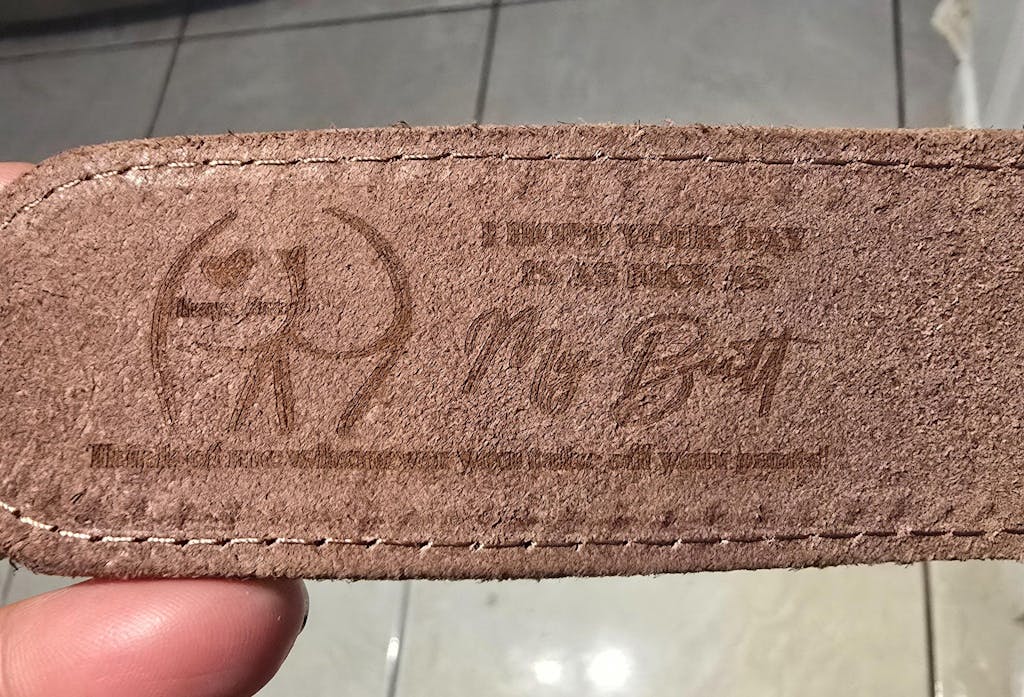 I HOPE YOUR DAY
IS AS NICE AS
My Butt
Think of me whenever you take off your pants!